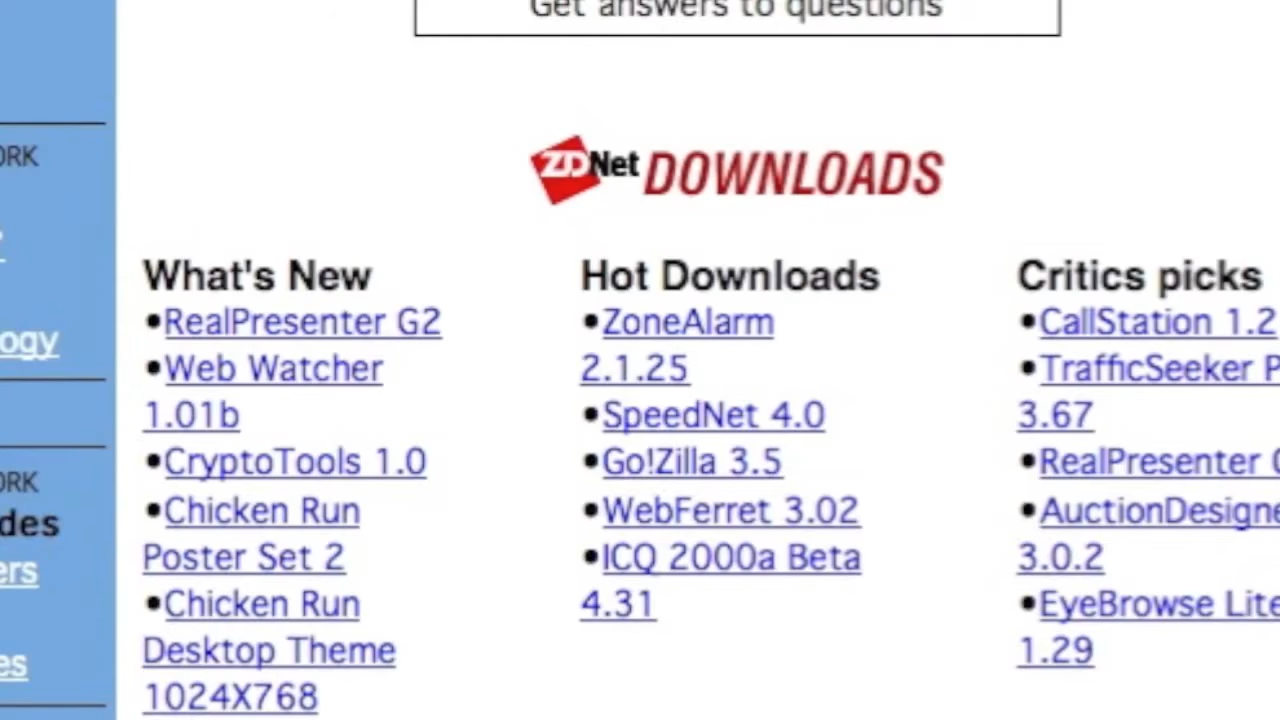 Get answers to questions
ORK
ogy
ORK
des
ers
es
ZDNet DOWNLOADS
What's New
•RealPresenter G2
•Web Watcher
1.01b
•CryptoTools 1.0
•Chicken Run
Poster Set 2
•Chicken Run
Desktop Theme
1024X768
Hot Downloads
•ZoneAlarm
2.1.25
•SpeedNet 4.0
•Go!Zilla 3.5
•WebFerret 3.02
•ICQ 2000a Beta
4.31
Critics picks
•CallStation 1.2
•TrafficSeeker P
3.67
•RealPresenter
•AuctionDesigne
3.0.2
•EyeBrowse Lite
1.29